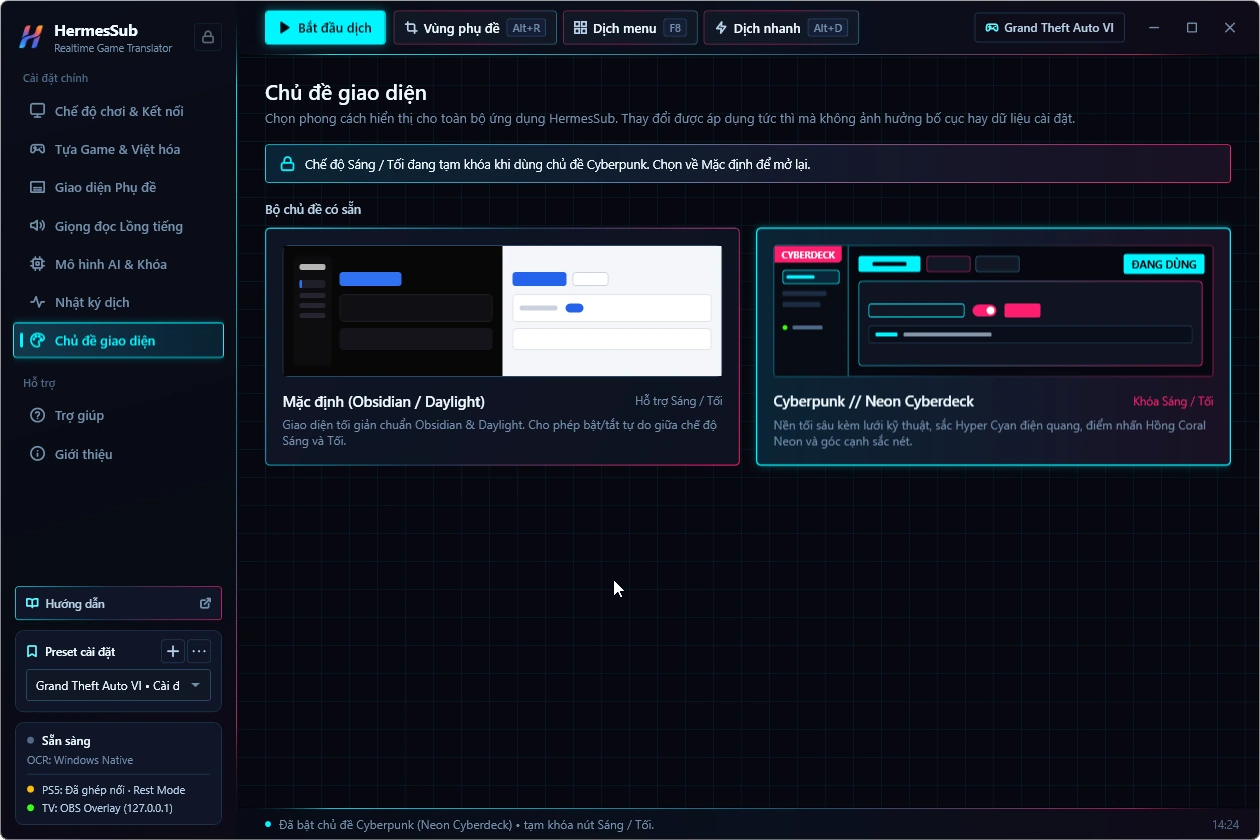 HermesSub
Realtime Game Translator
Cài đặt chính
Chế độ chơi & Kết nối
Tựa Game & Việt hóa
Giao diện Phụ đề
Giọng đọc Lồng tiếng
Mô hình AI & Khóa
Nhật ký dịch
Chủ đề giao diện
Hỗ trợ
Trợ giúp
Giới thiệu
Hướng dẫn
Preset cài đặt
Grand Theft Auto VI • Cài đ
Sẵn sàng
OCR: Windows Native
PS5: Đã ghép nối · Rest Mode
TV: OBS Overlay (127.0.0.1)
Bắt đầu dịch
Vùng phụ đề Alt+R
Dịch menu F8
Dịch nhanh Alt+D
Grand Theft Auto VI
Chủ đề giao diện
Chọn phong cách hiển thị cho toàn bộ ứng dụng HermesSub. Thay đổi được áp dụng tức thì mà không ảnh hưởng bố cục hay dữ liệu cài đặt.
Chế độ Sáng / Tối đang tạm khóa khi dùng chủ đề Cyberpunk. Chọn về Mặc định để mở lại.
Bộ chủ đề có sẵn
Mặc định (Obsidian / Daylight)
Hỗ trợ Sáng / Tối
Giao diện tối giản chuẩn Obsidian & Daylight. Cho phép bật/tắt tự do giữa chế độ
Sáng và Tối.
CYBERDECK
ĐANG DÙNG
Cyberpunk // Neon Cyberdeck
Khóa Sáng / Tối
Nền tối sâu kèm lưới kỹ thuật, sắc Hyper Cyan điện quang, điểm nhấn Hồng Coral
Neon và góc cạnh sắc nét.
Đã bật chủ đề Cyberpunk (Neon Cyberdeck) • tạm khóa nút Sáng / Tối.
14:24